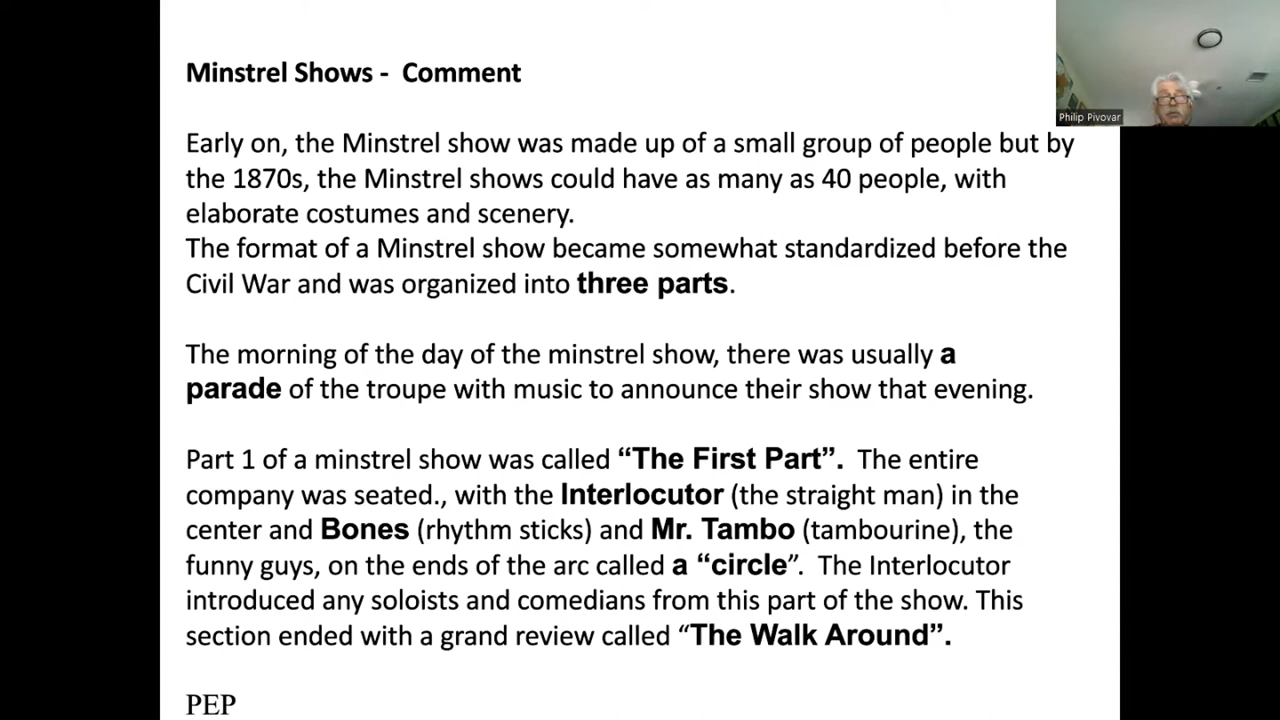 Minstrel Shows - Comment
Philip Pivovar
Early on, the Minstrel show was made up of a small group of people but by
the 1870s, the Minstrel shows could have as many as 40 people, with
elaborate costumes and scenery.
The format of a Minstrel show became somewhat standardized before the
Civil War and was organized into three parts.
The morning of the day of the minstrel show, there was usually a
parade of the troupe with music to announce their show that evening.
Part 1 of a minstrel show was called “The First Part”. The entire
company was seated., with the Interlocutor (the straight man) in the
center and Bones (rhythm sticks) and Mr. Tambo (tambourine), the
funny guys, on the ends of the arc called a “circle”. The Interlocutor
introduced any soloists and comedians from this part of the show. This
section ended with a grand review called “The Walk Around”.
PEP